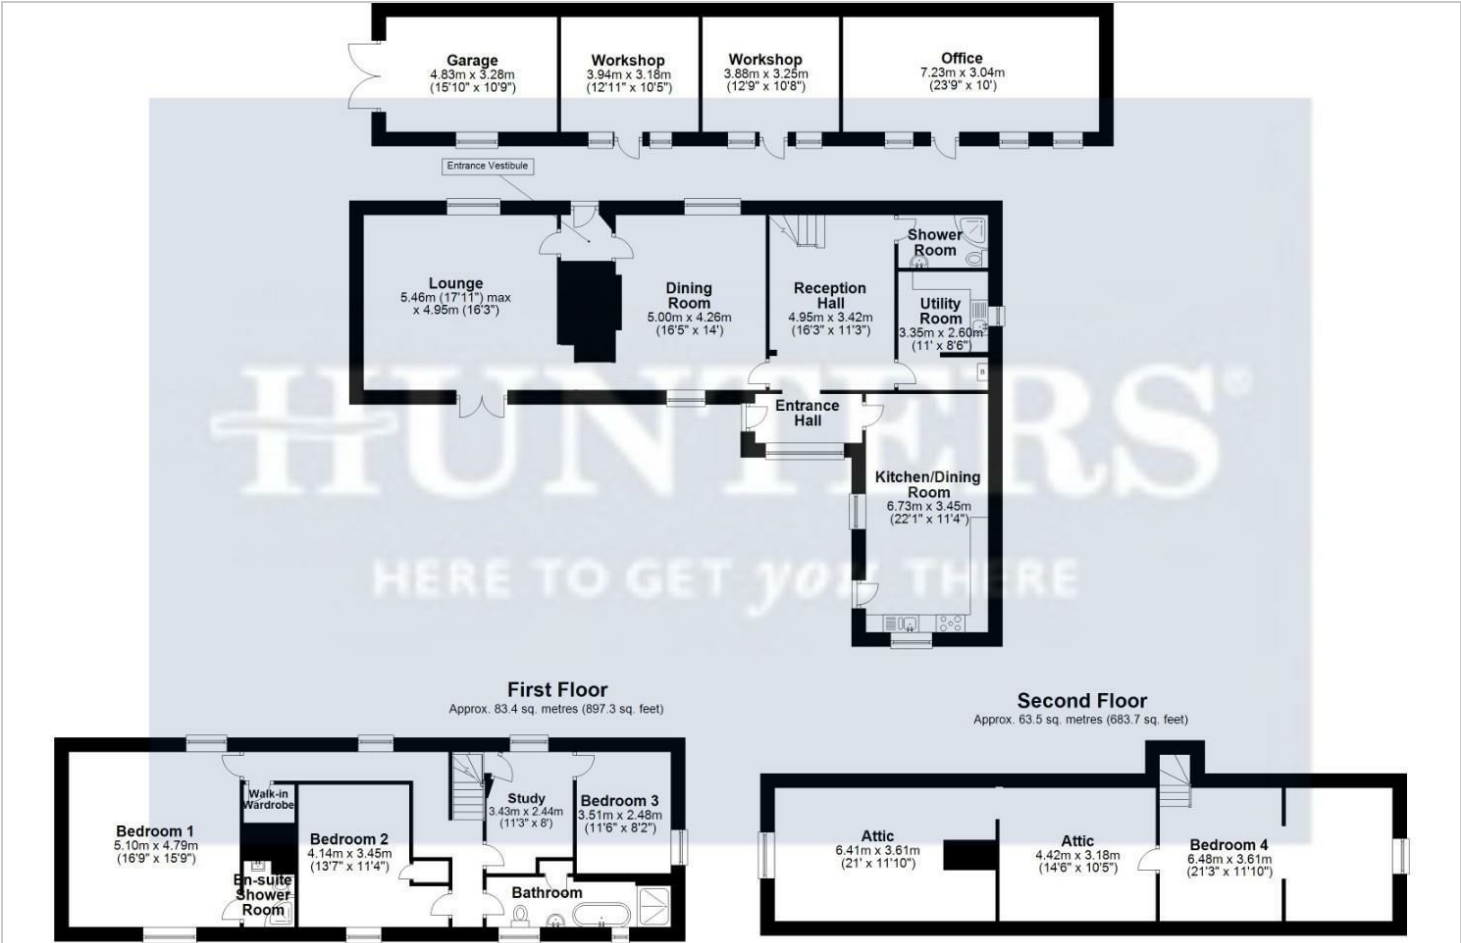 Garage
4.83m x 3.28m
(15'10" x 10'9")
Workshop
3.94m x 3.18m
(12'11" x 10'5")
Workshop
3.88m x 3.25m
(12'9" x 10'8")
Office
7.23m x 3.04m
(23'9" x 10')
Entrance Vestibule
Lounge
5.46m (17'11") max
x 4.95m (16'3")
Dining
Room
5.00m x 4.26m
(16'5" x 14')
Reception
Hall
4.95m x 3.42m
(16'3" x 11'3")
Shower
Room
Utility
Room
3.35m x 2.60m
(11' x 8'6")
Entrance
Hall
Kitchen/Dining
Room
6.73m x 3.45m
(22'1" x 11'4")
HUNTERS®
HERE TO GET you THERE
First Floor
Approx. 83.4 sq. metres (897.3 sq. feet)
Bedroom 1
5.10m x 4.79m
(16'9" x 15'9")
Walk-in
Wardrobe
En-suite
Shower
Room
Bedroom 2
4.14m x 3.45m
(13'7" x 11'4")
Study
3.43m x 2.44m
(11'3" x 8')
Bedroom 3
3.51m x 2.48m
(11'6" x 8'2")
Bathroom
Second Floor
Approx. 63.5 sq. metres (683.7 sq. feet)
Attic
6.41m x 3.61m
(21' x 11'10")
Attic
4.42m x 3.18m
(14'6" x 10'5")
Bedroom 4
6.48m x 3.61m
(21'3" x 11'10")